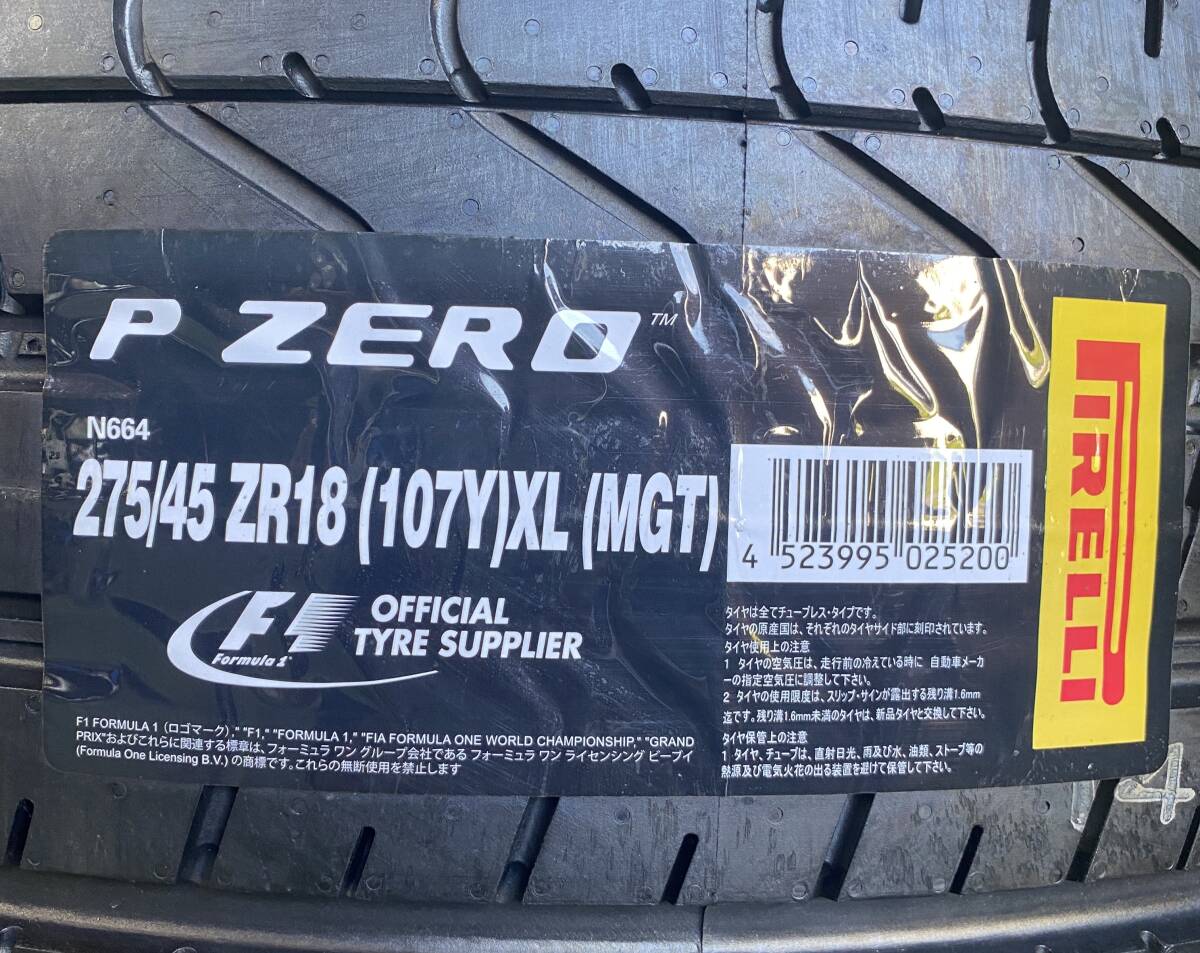 P ZERO™
N664
275/45 ZR18 (107Y)XL (MGT)
4 523995 025200
F1
Formula 1®
OFFICIAL
TYRE SUPPLIER
F1 FORMULA 1 (ロゴマーク)," "F1," "FORMULA 1," "FIA FORMULA ONE WORLD CHAMPIONSHIP," "GRAND
PRIX"およびこれらに関連する標章は、フォーミュラ ワン グループ会社である フォーミュラ ワン ライセンシング ビーブイ
(Formula One Licensing B.V.) の商標です。これらの無断使用を禁止します
タイヤは全てチューブレス・タイプです。
タイヤの原産国は、それぞれのタイヤサイド部に刻印されています。
タイヤ使用上の注意
1 タイヤの空気圧は、走行前の冷えている時に 自動車メーカ
ーの指定空気圧に調整して下さい。
2 タイヤの使用限度は、スリップ・サインが露出する残り溝1.6mm
迄です。残り溝1.6mm未満のタイヤは、新品タイヤと交換して下さい。
タイヤ保管上の注意
1 タイヤ、チューブは、直射日光、雨及び水、油類、ストーブ等の
熱源及び電気火花の出る装置を避けて保管して下さい。
PIRELLI
14